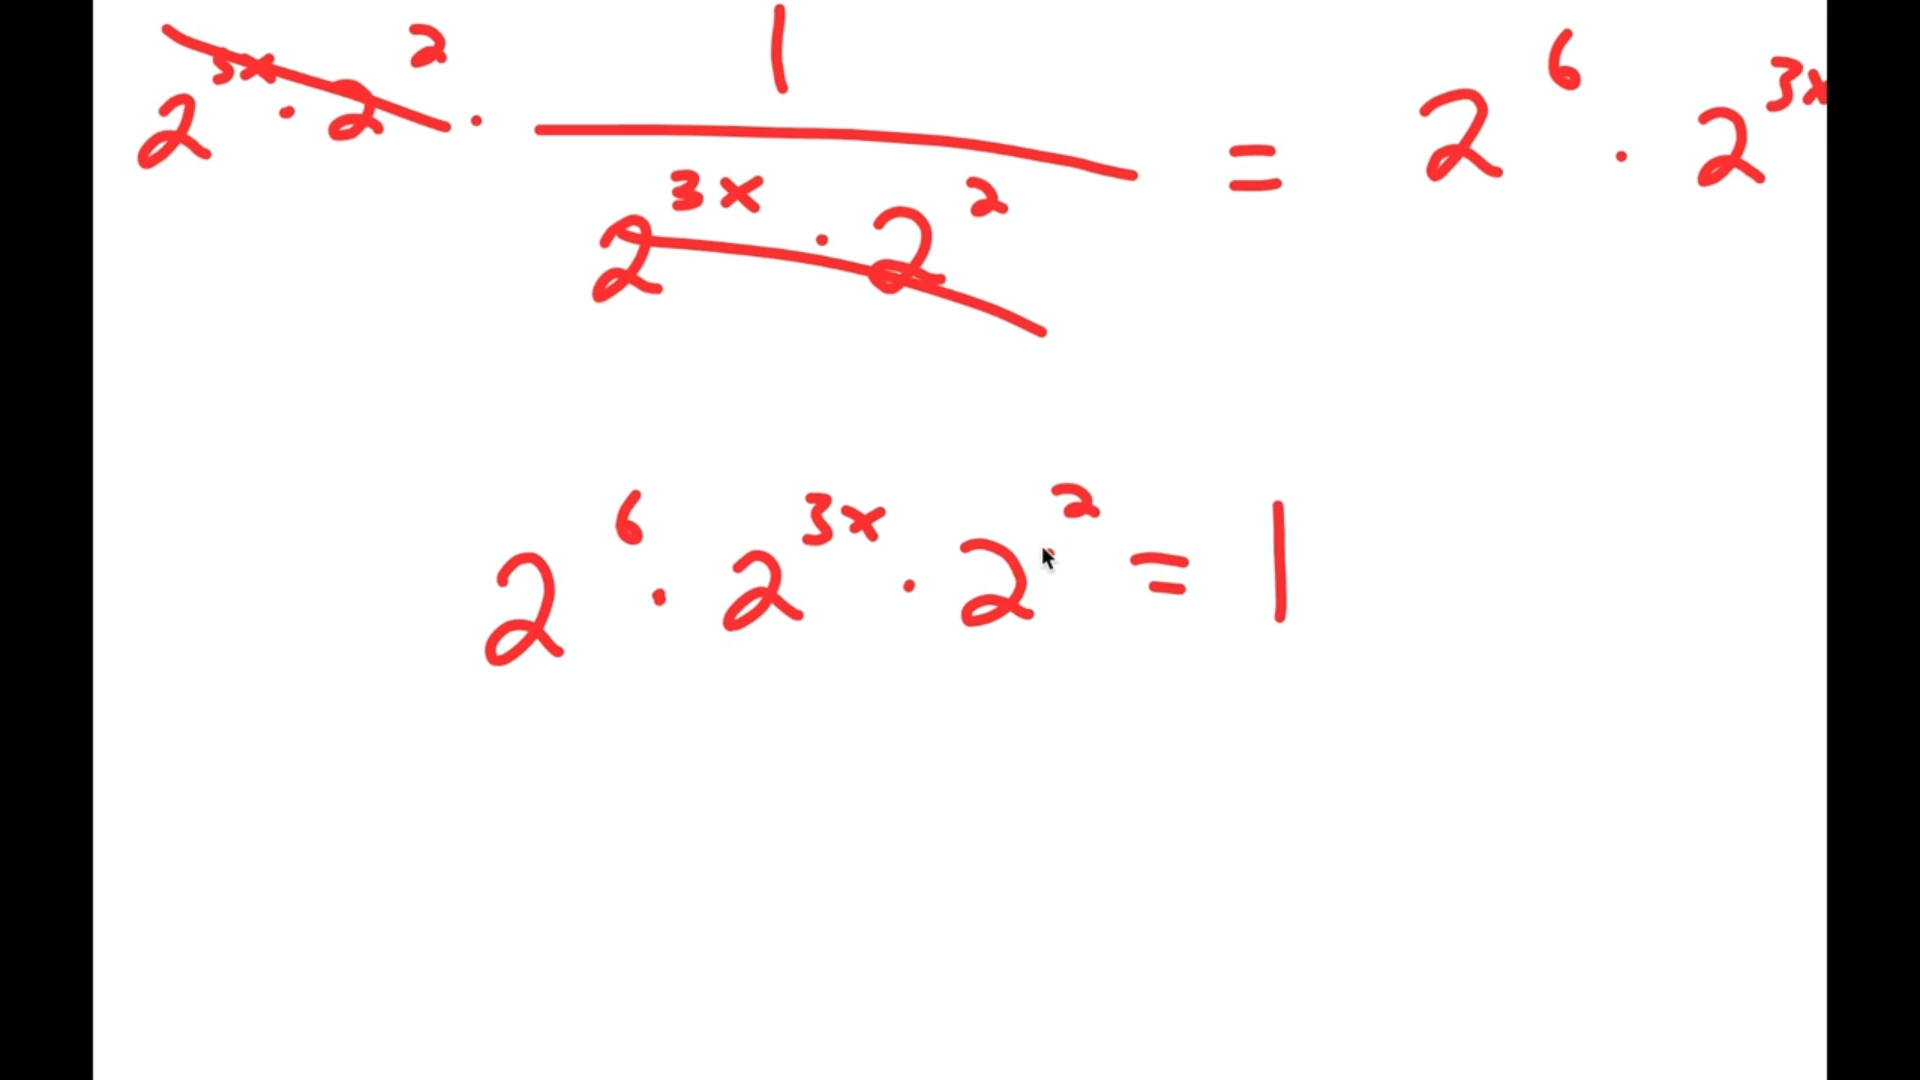 2^{3x} · 2^2 · \frac{1}{2^{3x} · 2^2} = 2^6 · 2^{3x}
2^6 · 2^{3x} · 2^2 = 1